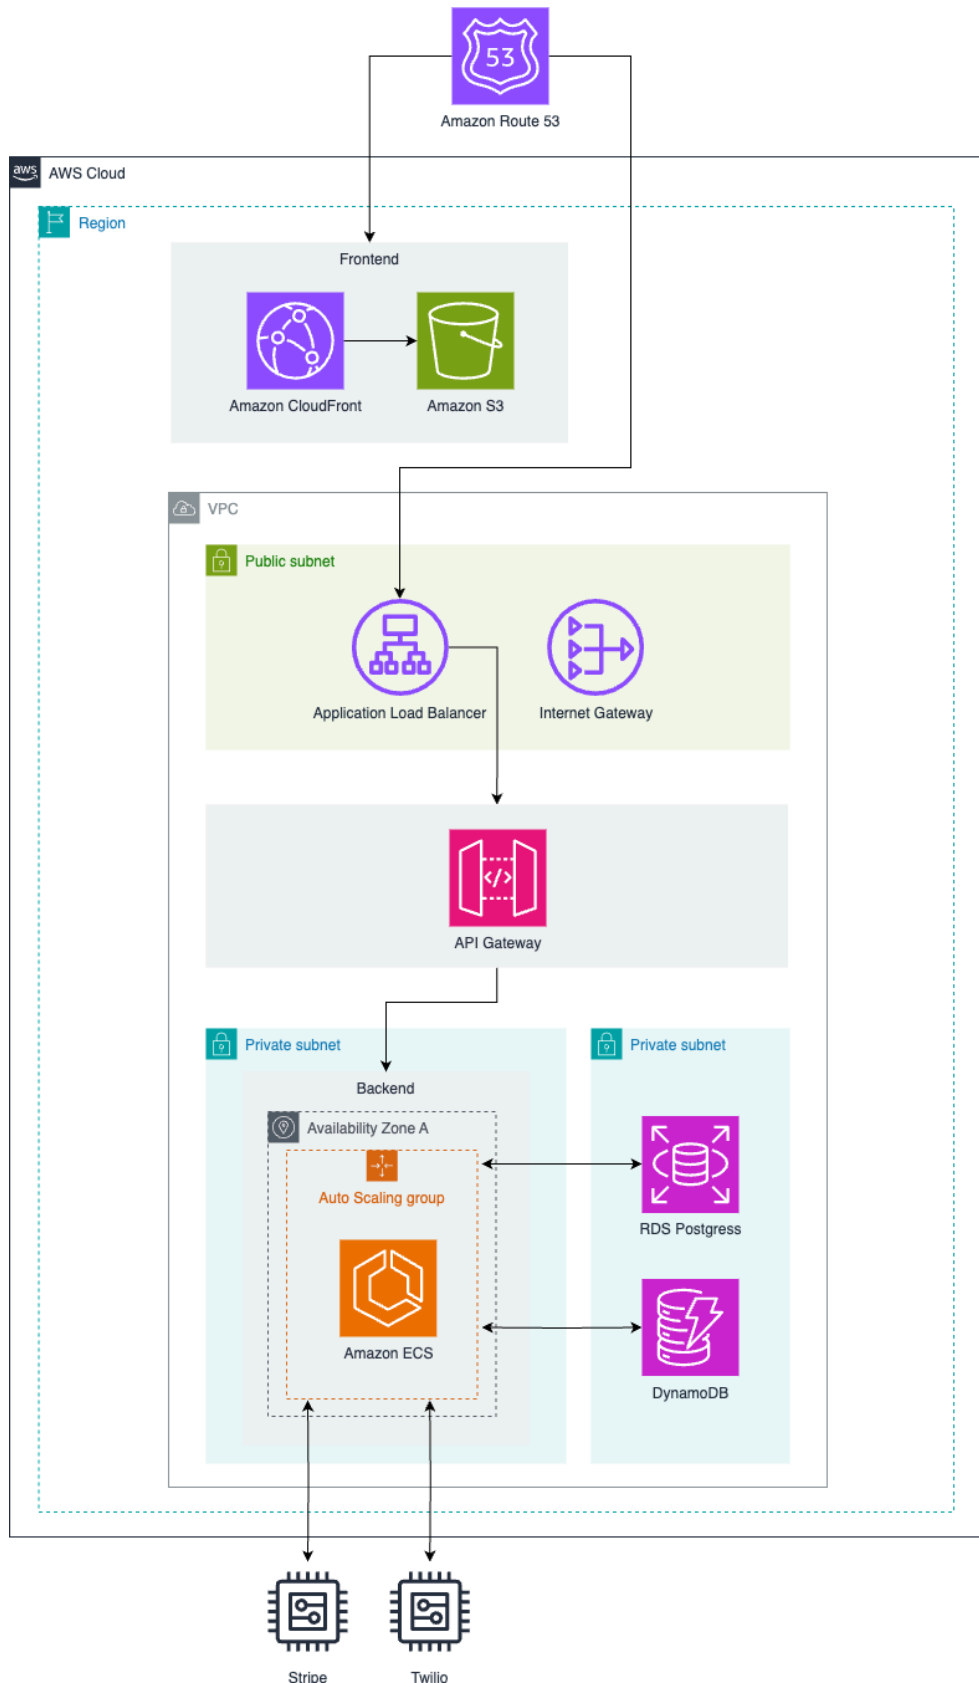 53
Amazon Route 53
aws
AWS Cloud
Region
Frontend
Amazon CloudFront
Amazon S3
VPC
Public subnet
Application Load Balancer
Internet Gateway
</>
API Gateway
Private subnet
Private subnet
Backend
Availability Zone A
Auto Scaling group
RDS Postgress
Amazon ECS
DynamoDB
Stripe
Twilio